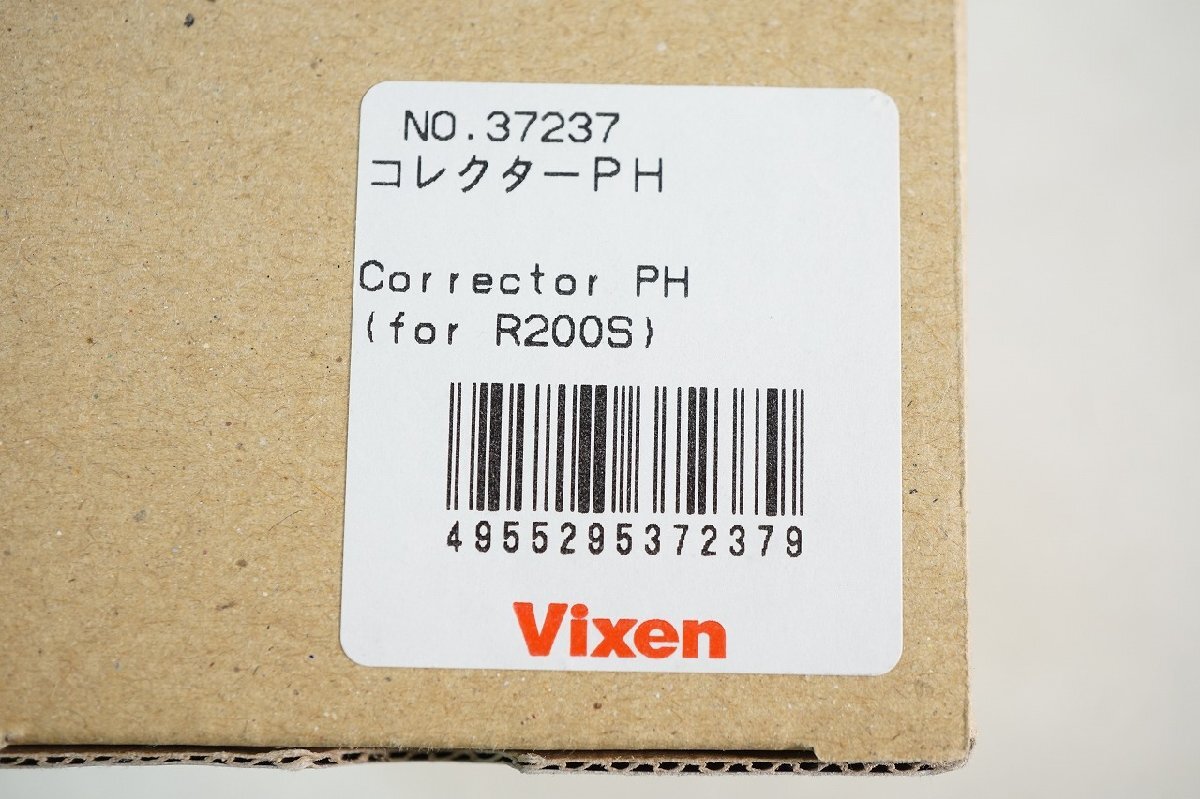 NO.37237
コレクターPH
Corrector PH
(for R200S)
4955295372379
Vixen